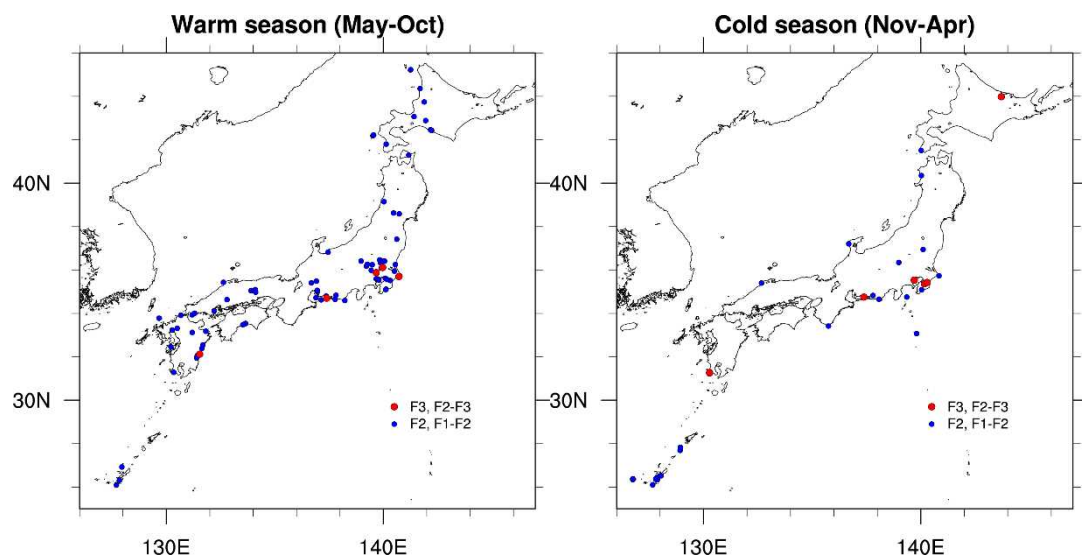 Warm season (May-Oct)
Cold season (Nov-Apr)
40N
30N
130E
140E
F3, F2-F3
F2, F1-F2
40N
30N
130E
140E
F3, F2-F3
F2, F1-F2